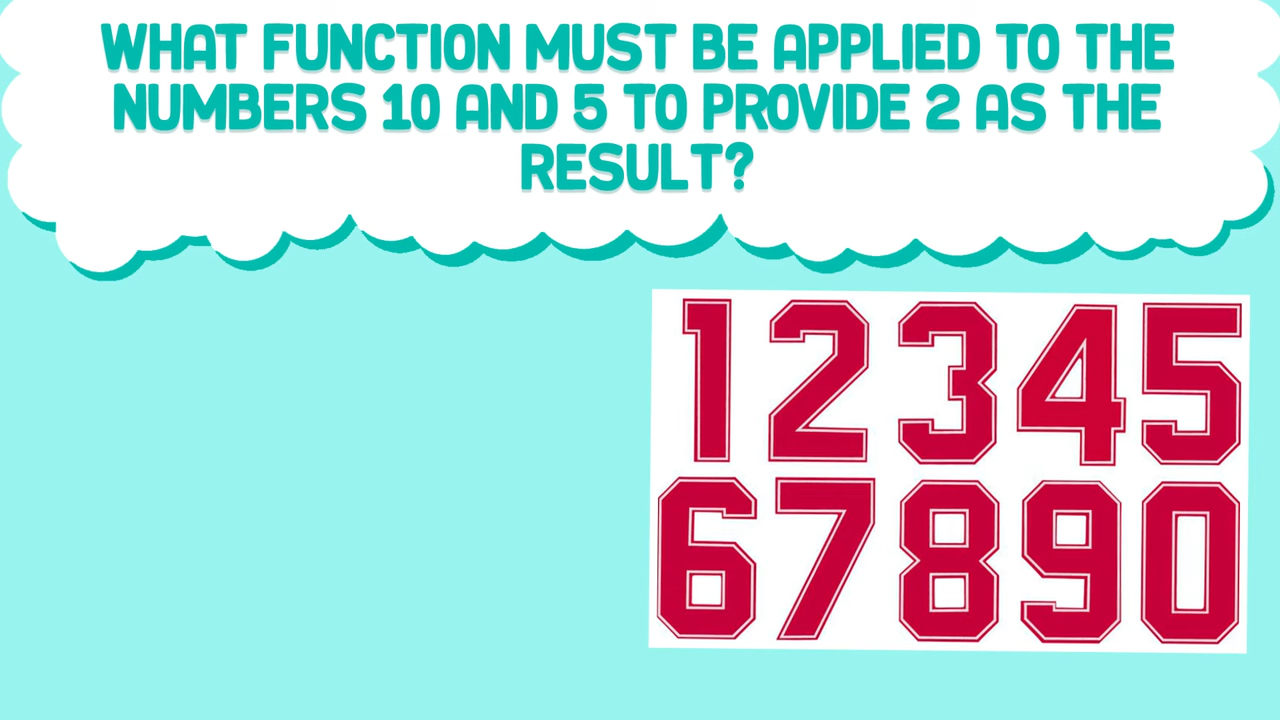 WHAT FUNCTION MUST BE APPLIED TO THE
NUMBERS 10 AND 5 TO PROVIDE 2 AS THE
RESULT?
12345
67890